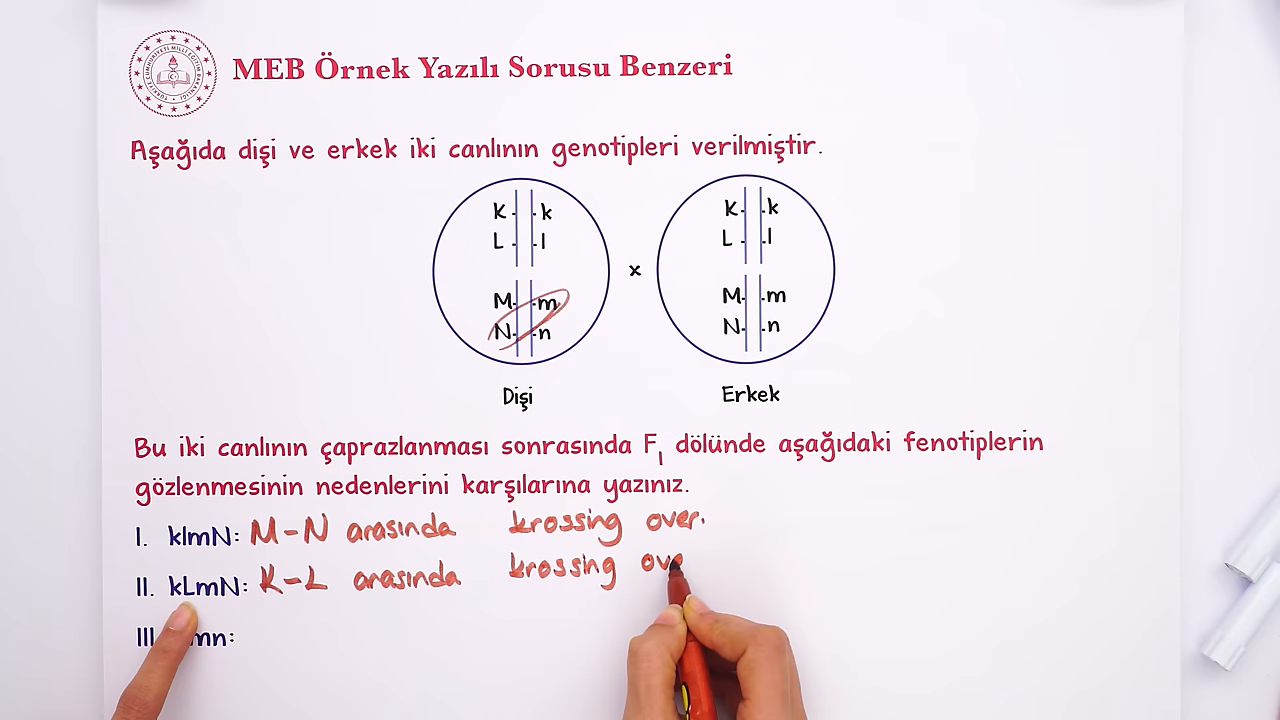 MEB Örnek Yazılı Sorusu Benzeri
Aşağıda dişi ve erkek iki canlının genotipleri verilmiştir.
K k K k
L l L l
x
M m M m
N n N n
Dişi Erkek
Bu iki canlının çaprazlanması sonrasında F1 dölünde aşağıdaki fenotiplerin
gözlenmesinin nedenlerini karşılarına yazınız.
I. klmN: M-N arasında krossing over.
II. kLmN: K-L arasında krossing ove
III mn: